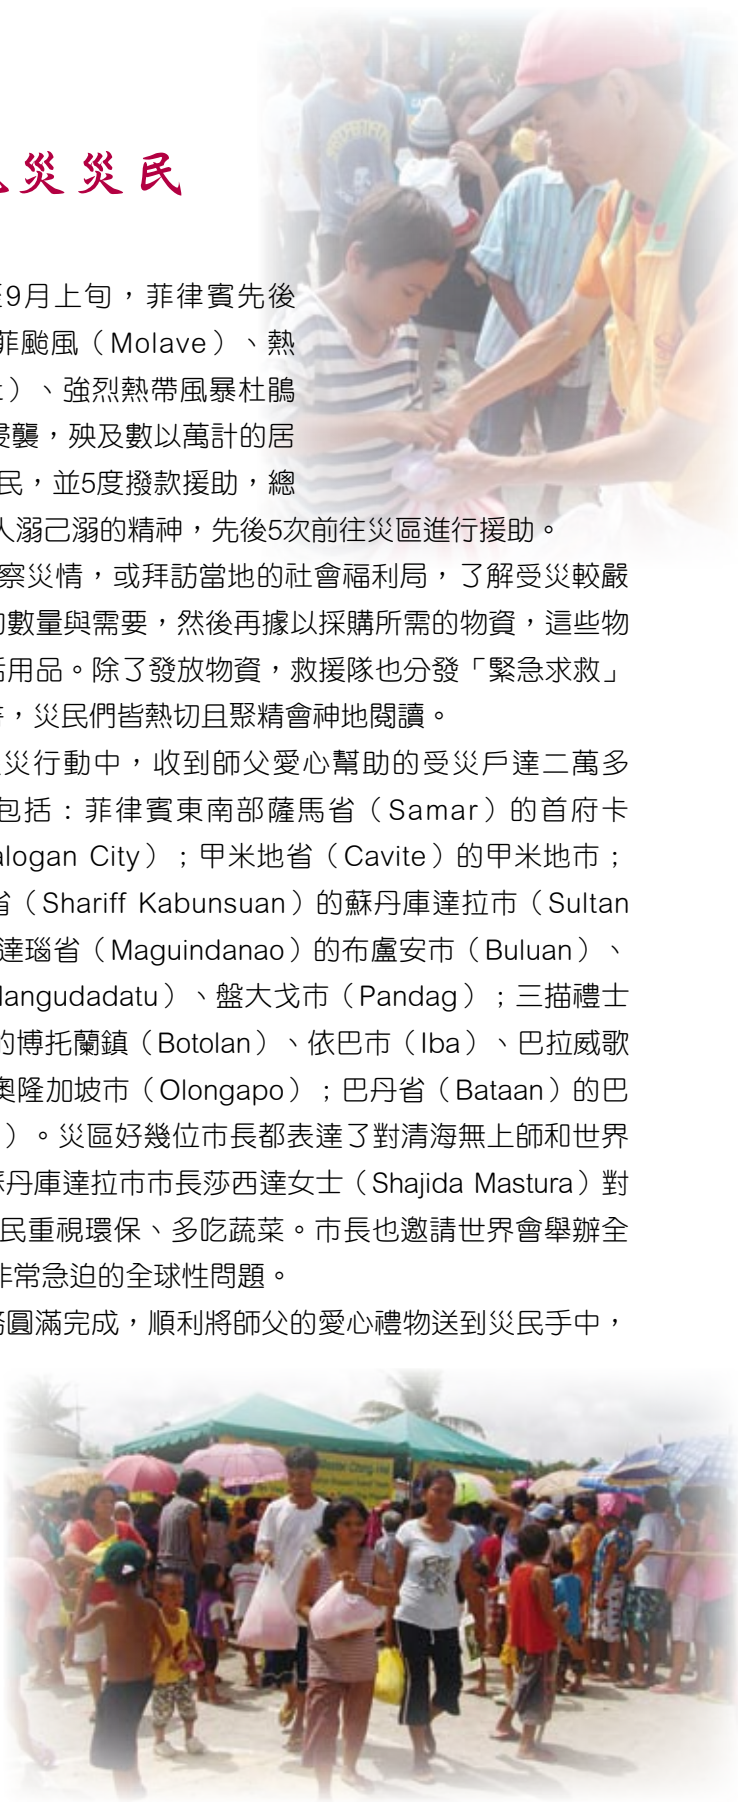 災災民
9月上旬，菲律賓先後
菲颱風（Molave）、熱
）、強烈熱帶風暴杜鵑
侵襲，殃及數以萬計的居
民，並5度撥款援助，總
人溺己溺的精神，先後5次前往災區進行援助。
察災情，或拜訪當地的社會福利局，了解受災較嚴
的數量與需要，然後再據以採購所需的物資，這些物
活用品。除了發放物資，救援隊也分發「緊急求救」
，災民們皆熱切且聚精會神地閱讀。
災行動中，收到師父愛心幫助的受災戶達二萬多
包括：菲律賓東南部薩馬省（Samar）的首府卡
alogan City）；甲米地省（Cavite）的甲米地市；
省（Shariff Kabunsuan）的蘇丹庫達拉市（Sultan
達瑙省（Maguindanao）的布盧安市（Buluan）、
langudadatu）、盤大戈市（Pandag）；三描禮士
的博托蘭鎮（Botolan）、依巴市（Iba）、巴拉威歌
奧隆加坡市（Olongapo）；巴丹省（Bataan）的巴
）。災區好幾位市長都表達了對清海無上師和世界
蘇丹庫達拉市市長莎西達女士（Shajida Mastura）對
民重視環保、多吃蔬菜。市長也邀請世界會舉辦全
非常急迫的全球性問題。
務圓滿完成，順利將師父的愛心禮物送到災民手中，